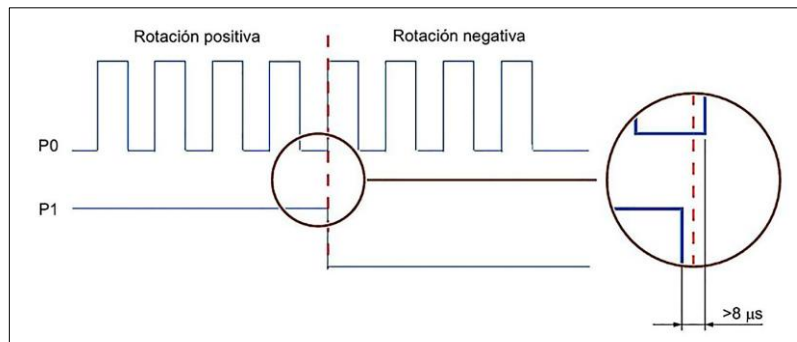 Rotación positiva
Rotación negativa
P0
P1
>8 µs